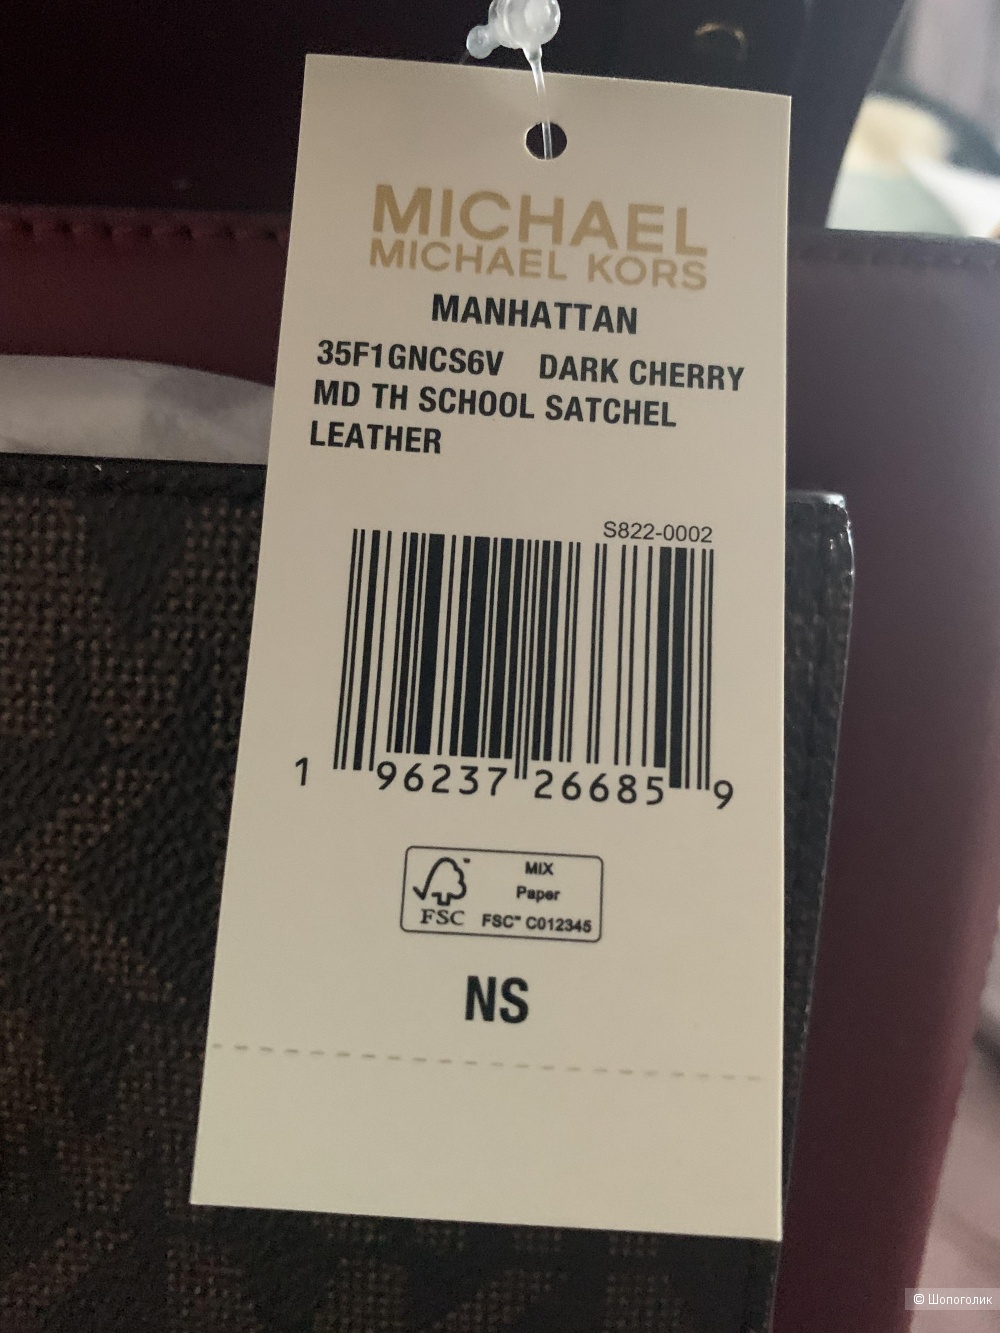 MICHAEL
MICHAEL KORS
MANHATTAN
35F1GNCS6V DARK CHERRY
MD TH SCHOOL SATCHEL
LEATHER
S822-0002
1 96237 26685 9
FSC
MIX
Paper
FSC™ C012345
NS
© Шопоголик